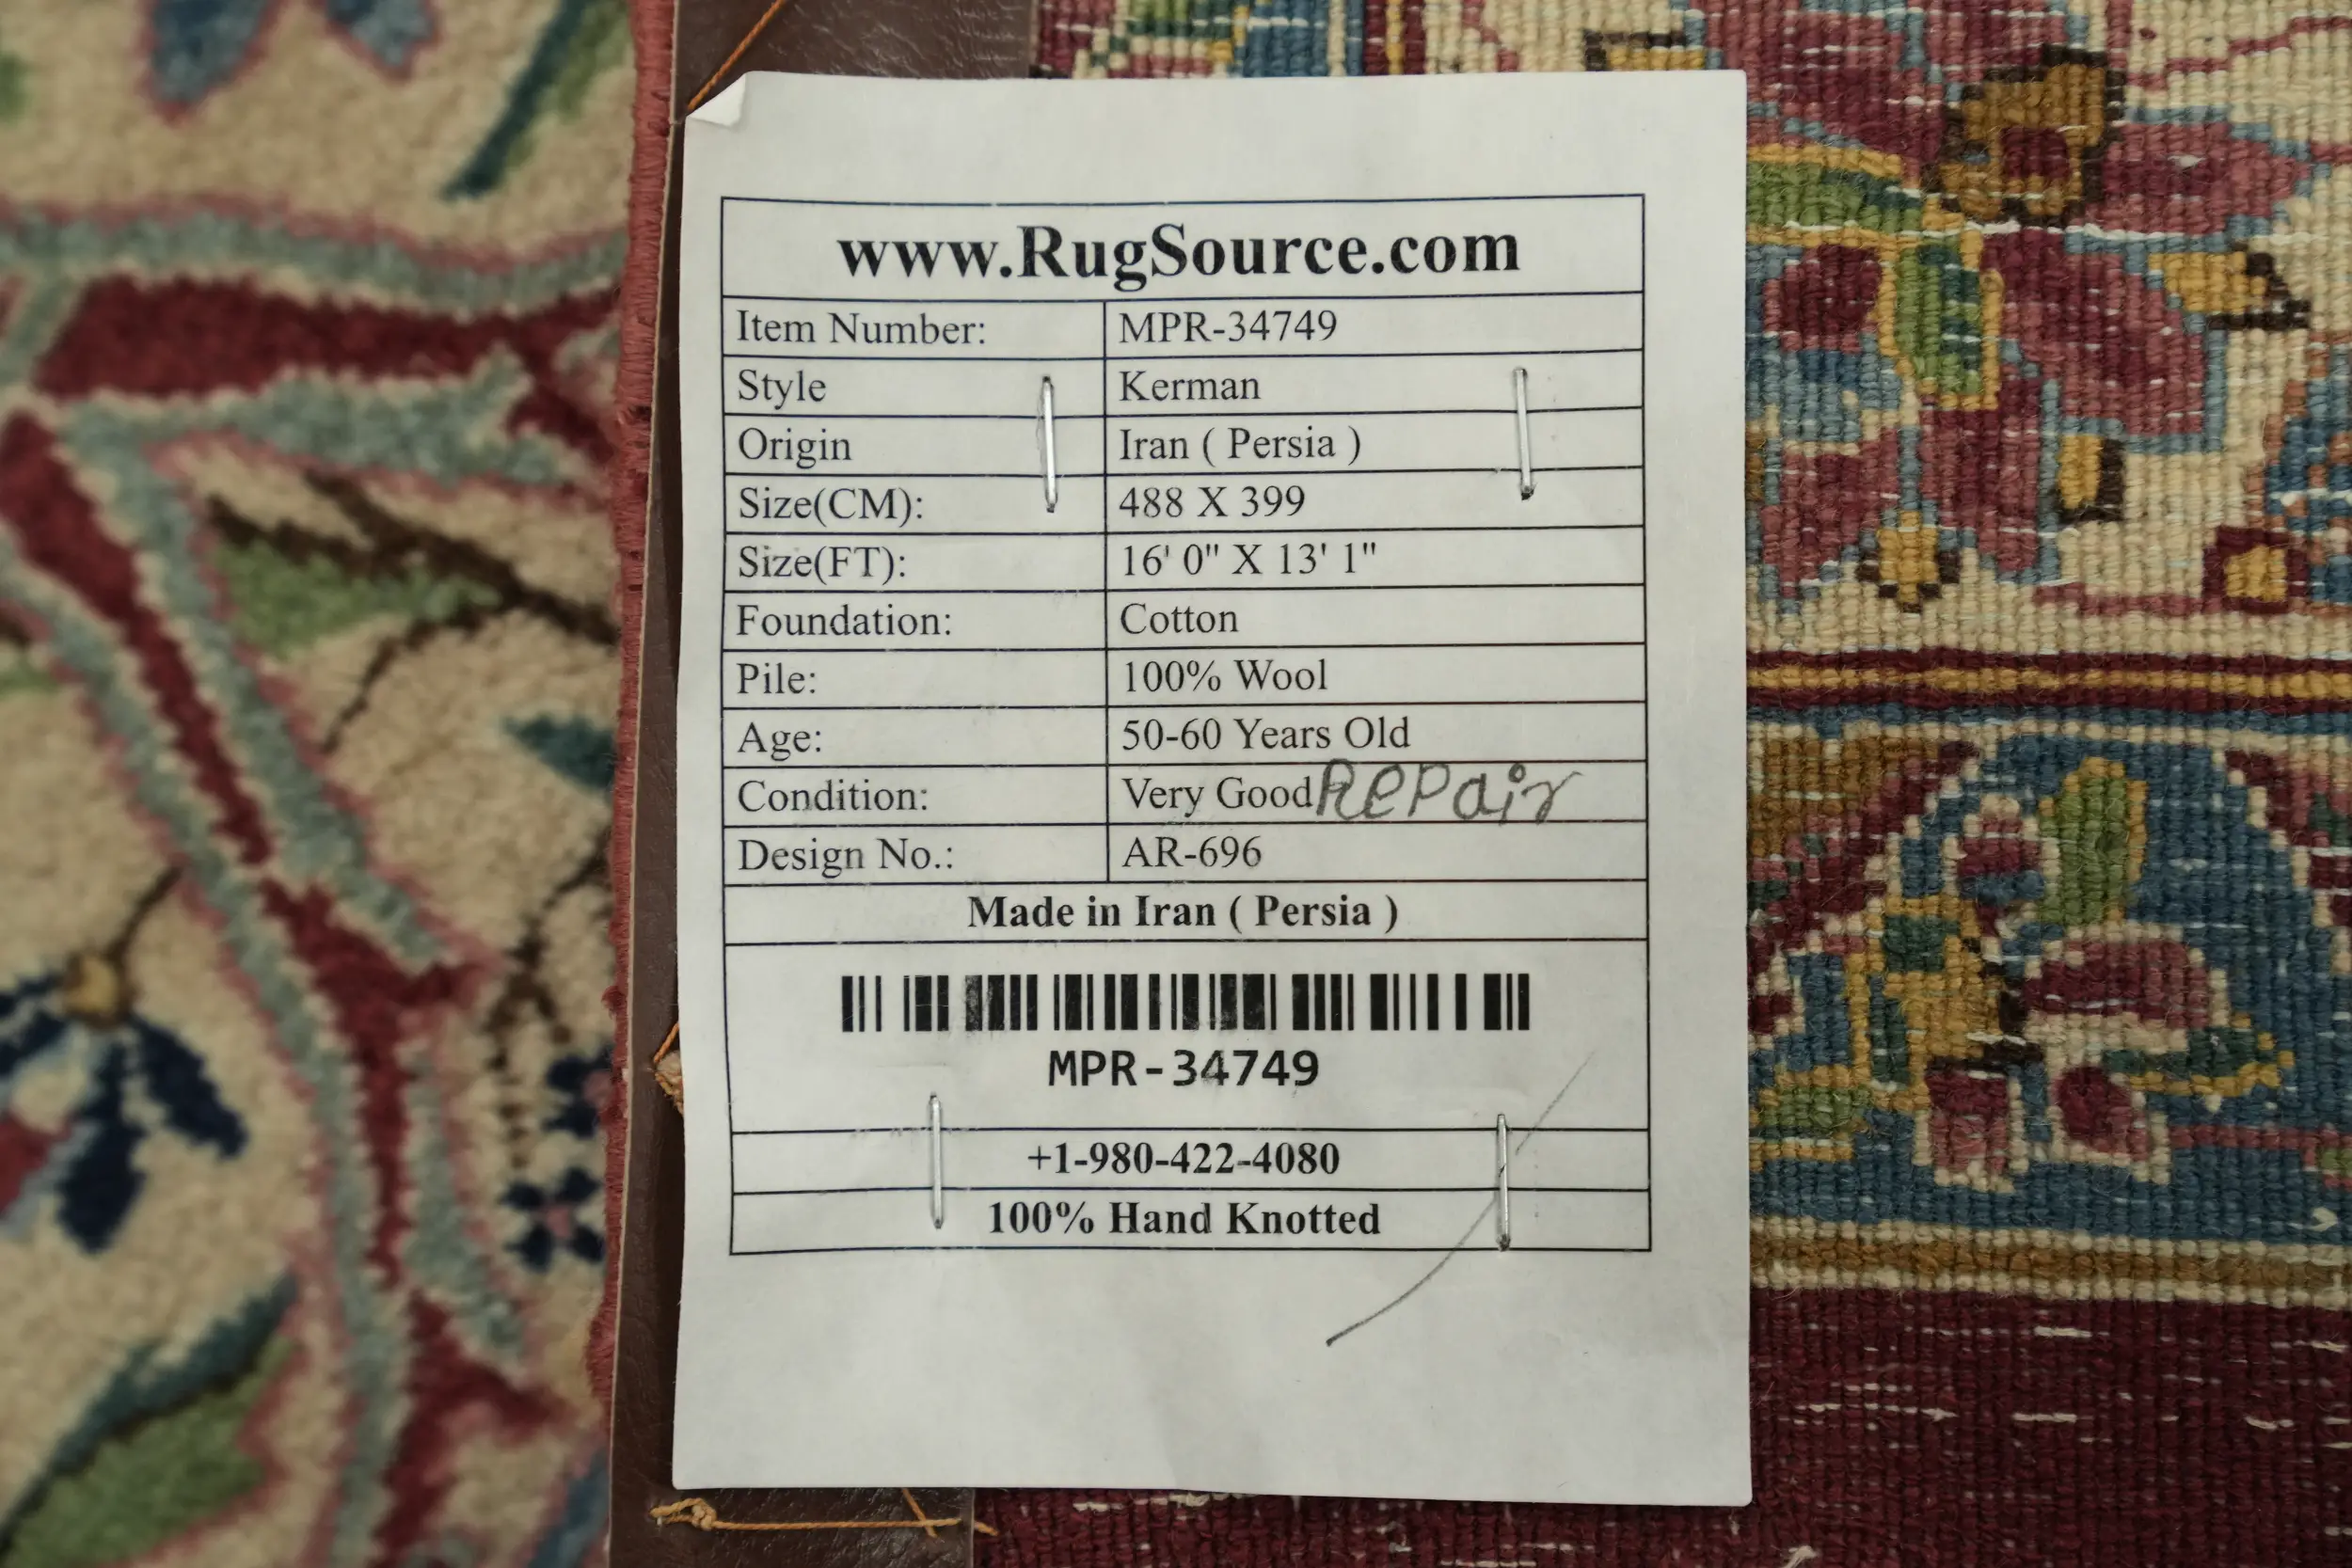 www.RugSource.com
Item Number: MPR-34749
Style Kerman
Origin Iran ( Persia )
Size(CM): 488 X 399
Size(FT): 16' 0" X 13' 1"
Foundation: Cotton
Pile: 100% Wool
Age: 50-60 Years Old
Condition: Very Good Repair
Design No.: AR-696
Made in Iran ( Persia )
MPR-34749
+1-980-422-4080
100% Hand Knotted